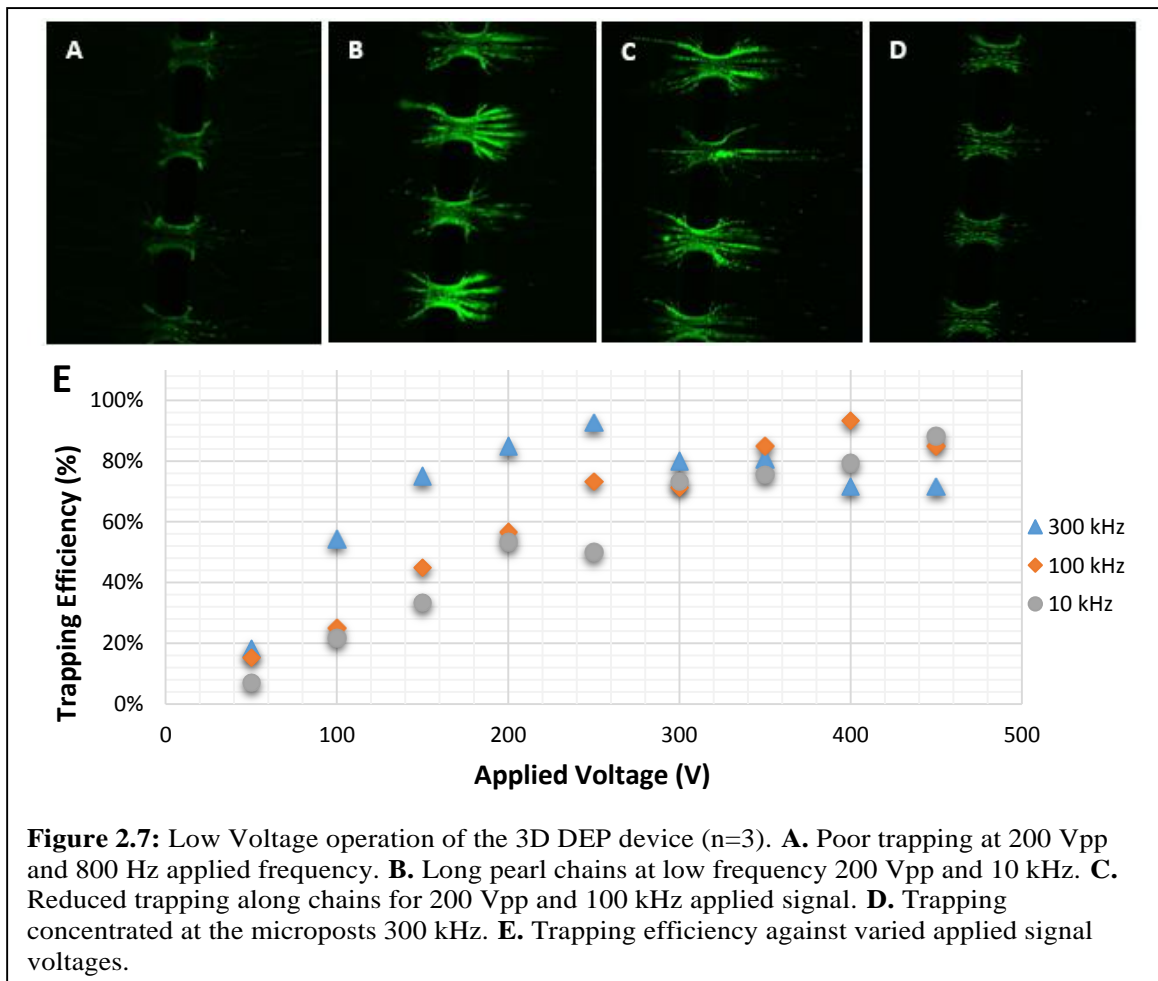 A
B
C
D
E
100%
80%
60%
40%
20%
0%
Trapping Efficiency (%)
0 100 200 300 400 500
Applied Voltage (V)
300 kHz
100 kHz
10 kHz
Figure 2.7: Low Voltage operation of the 3D DEP device (n=3). A. Poor trapping at 200 Vpp
and 800 Hz applied frequency. B. Long pearl chains at low frequency 200 Vpp and 10 kHz. C.
Reduced trapping along chains for 200 Vpp and 100 kHz applied signal. D. Trapping
concentrated at the microposts 300 kHz. E. Trapping efficiency against varied applied signal
voltages.